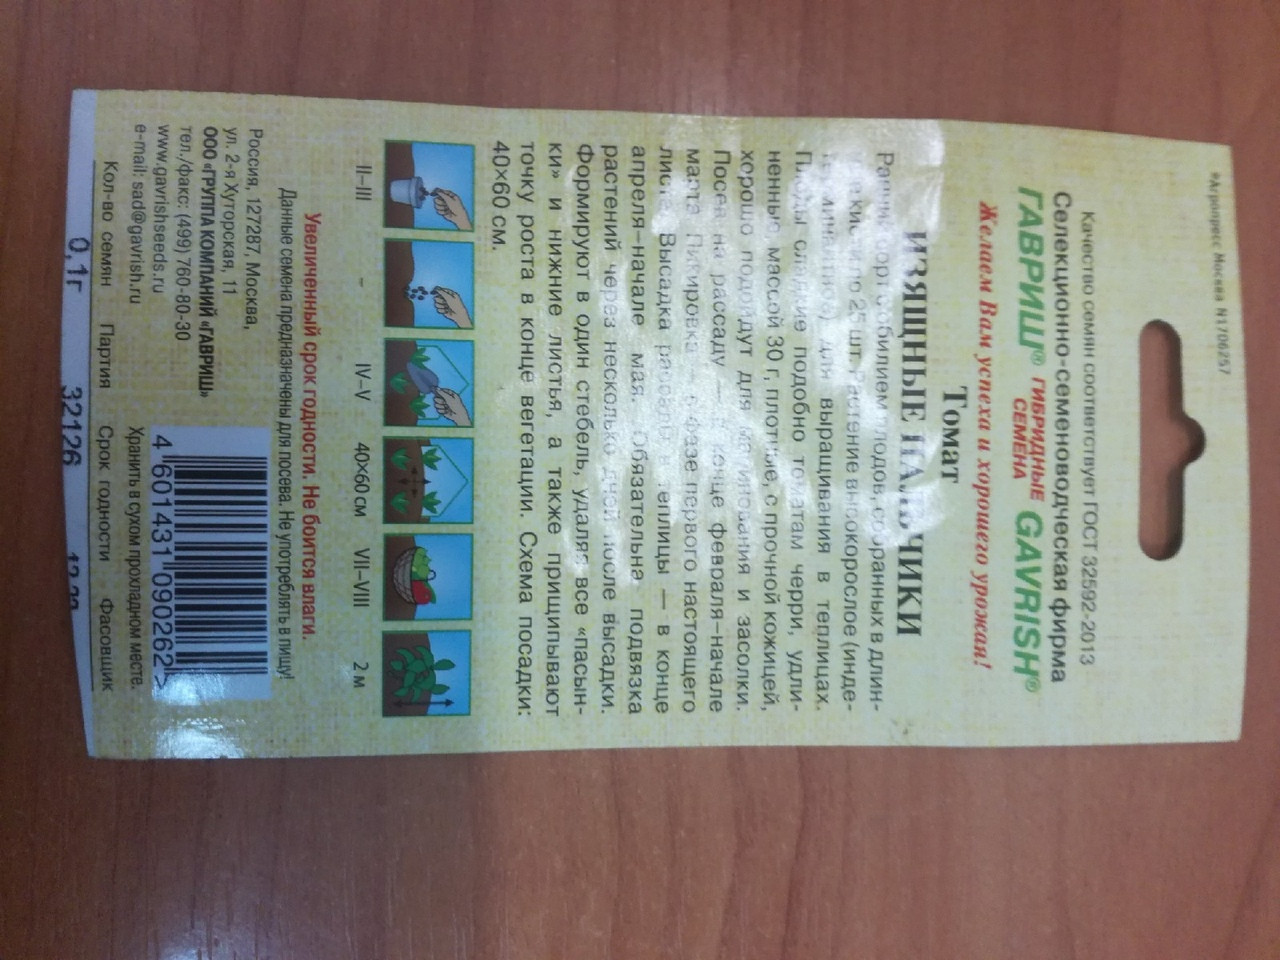 «Агропресс Москва N1706257
Качество семян соответствует ГОСТ 32592-2013
Селекционно-семеноводческая фирма
ГАВРИШ® ГИБРИДНЫЕ СЕМЕНА GAVRISH®
Желаем Вам успеха и хорошего урожая!
Томат
ИЗЯЩНЫЕ ПАЛЬЧИКИ
сорт с обилием плодов, собранных в длин-
по 25 шт. Растение высокорослое (инде-
для выращивания в теплицах.
Плоды сладкие подобно томатам черри, удли-
ненные, массой 30 г, плотные, с прочной кожицей,
хорошо подойдут для маринования и засолки.
Посев на рассаду — в конце февраля–начале
марта. Пикировка — в фазе первого настоящего
листа. Высадка рассады в теплицы — в конце
апреля–начале мая. Обязательна подвязка
растений через несколько дней после высадки.
Формируют в один стебель, удаляя все «пасын-
ки» и нижние листья, а также прищипывают
точку роста в конце вегетации. Схема посадки:
40×60 см.
II–III – IV–V 40×60 см VII–VIII 2 м
Увеличенный срок годности. Не боится влаги.
Данные семена предназначены для посева. Не употреблять в пищу!
Россия, 127287, Москва,
ул. 2-я Хуторская, 11
ООО «ГРУППА КОМПАНИЙ «ГАВРИШ»
тел./факс: (499) 760-80-30
www.gavrishseeds.ru
e-mail: sad@gavrish.ru
4 601431 090262 >
Хранить в сухом прохладном месте.
Кол-во семян Партия Срок годности Фасовщик
0,1г 32126